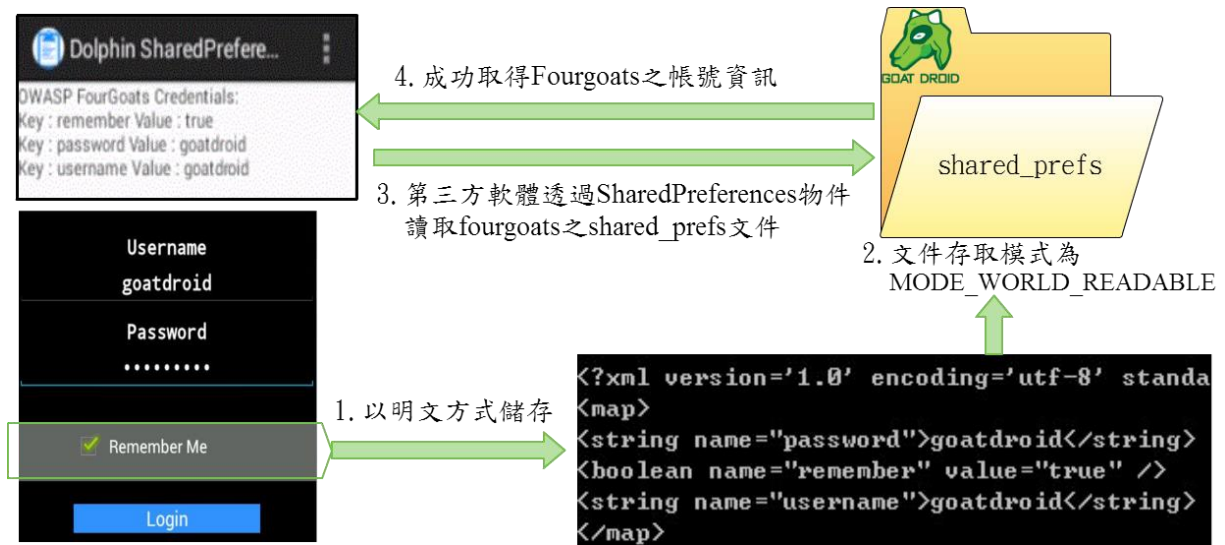 Dolphin SharedPrefere...
OWASP FourGoats Credentials:
Key : remember Value : true
Key : password Value : goatdroid
Key : username Value : goatdroid
4. 成功取得Fourgoats之帳號資訊
GOAT DROID
shared_prefs
3. 第三方軟體透過SharedPreferences物件
讀取fourgoats之shared_prefs文件
2. 文件存取模式為
MODE_WORLD_READABLE
Username
goatdroid
Password
•••••••••
Remember Me
Login
1. 以明文方式儲存
<?xml version='1.0' encoding='utf-8' standa
<map>
<string name="password">goatdroid</string>
<boolean name="remember" value="true" />
<string name="username">goatdroid</string>
</map>